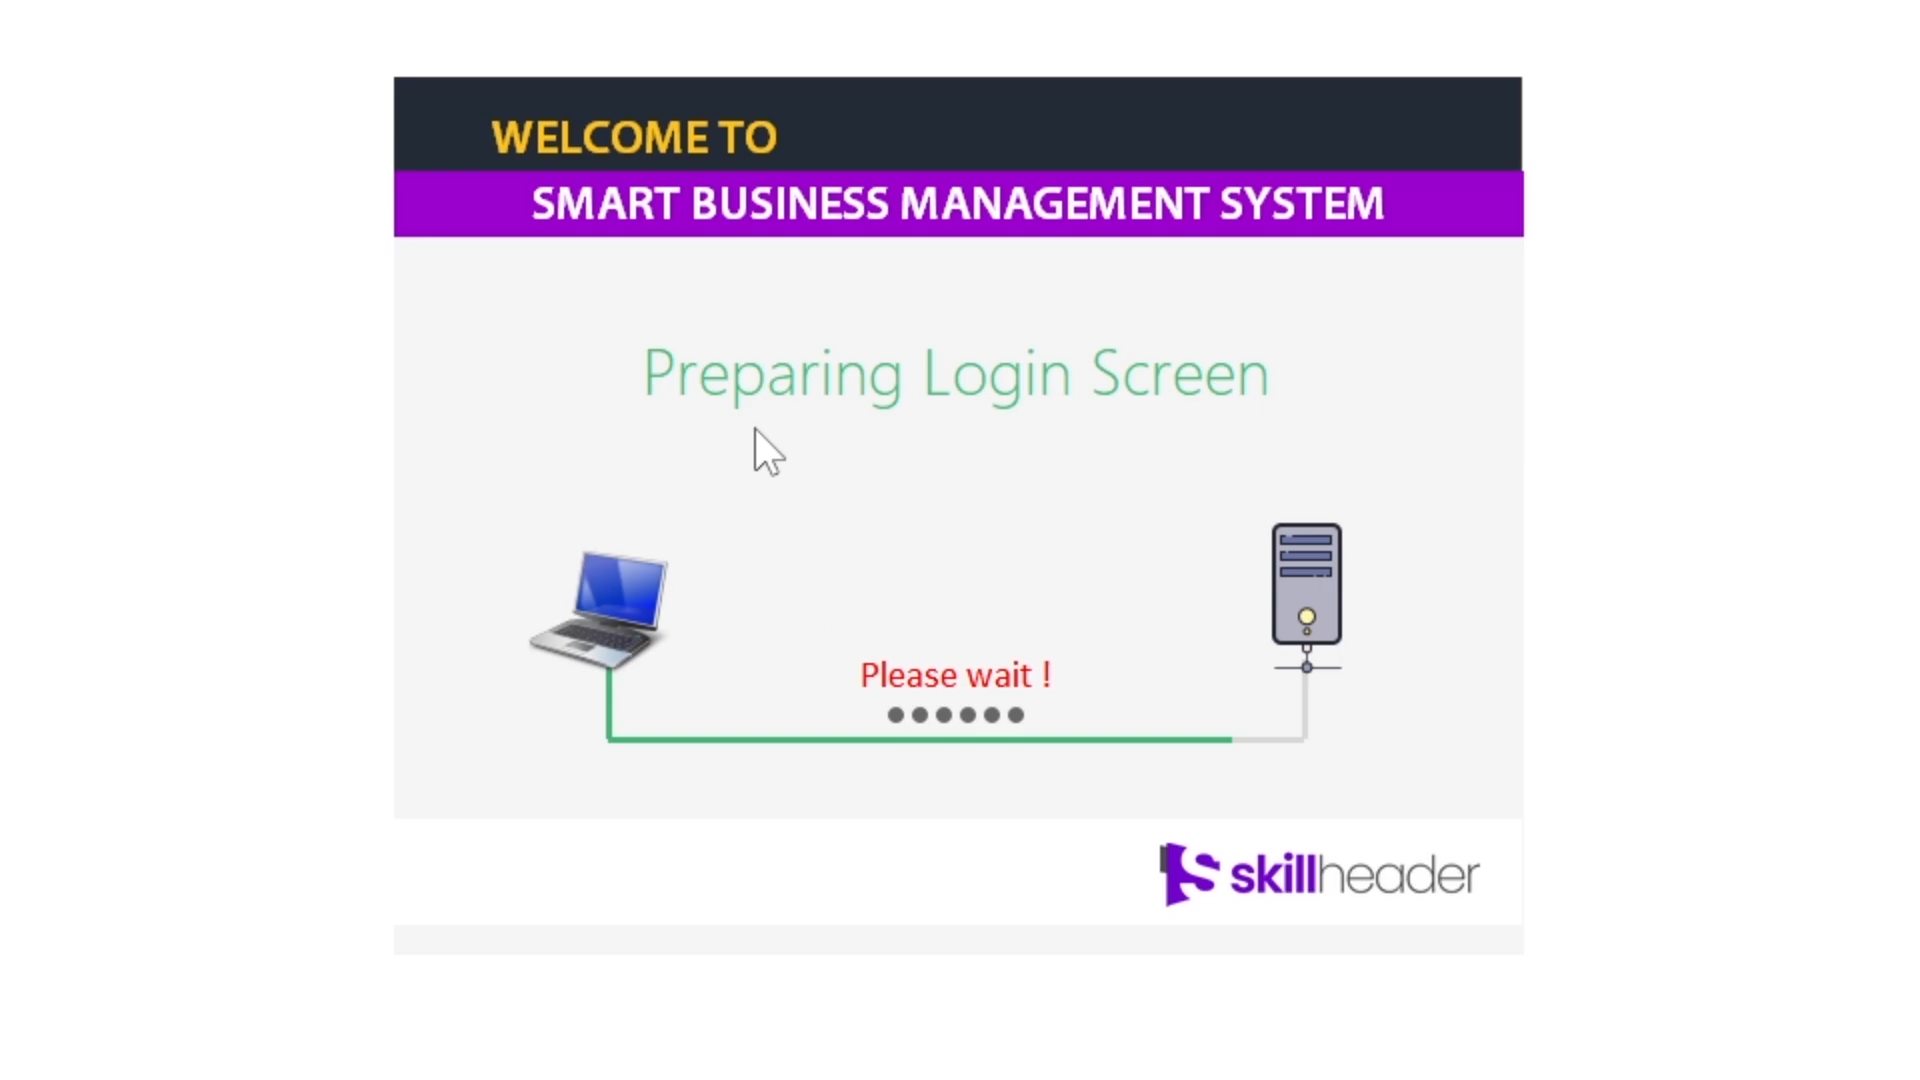 WELCOME TO
SMART BUSINESS MANAGEMENT SYSTEM
Preparing Login Screen
Please wait !
skillheader